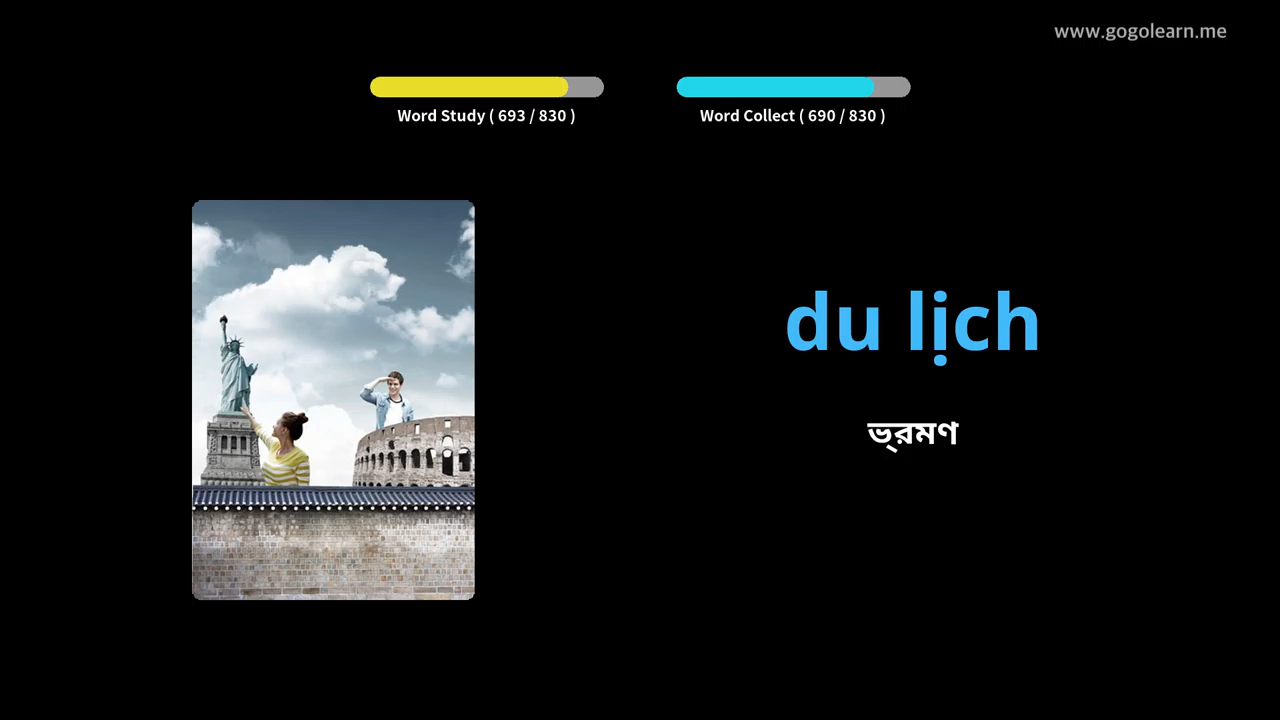 www.gogolearn.me
Word Study ( 693 / 830 )
Word Collect ( 690 / 830 )
du lịch
ভ্রমণ